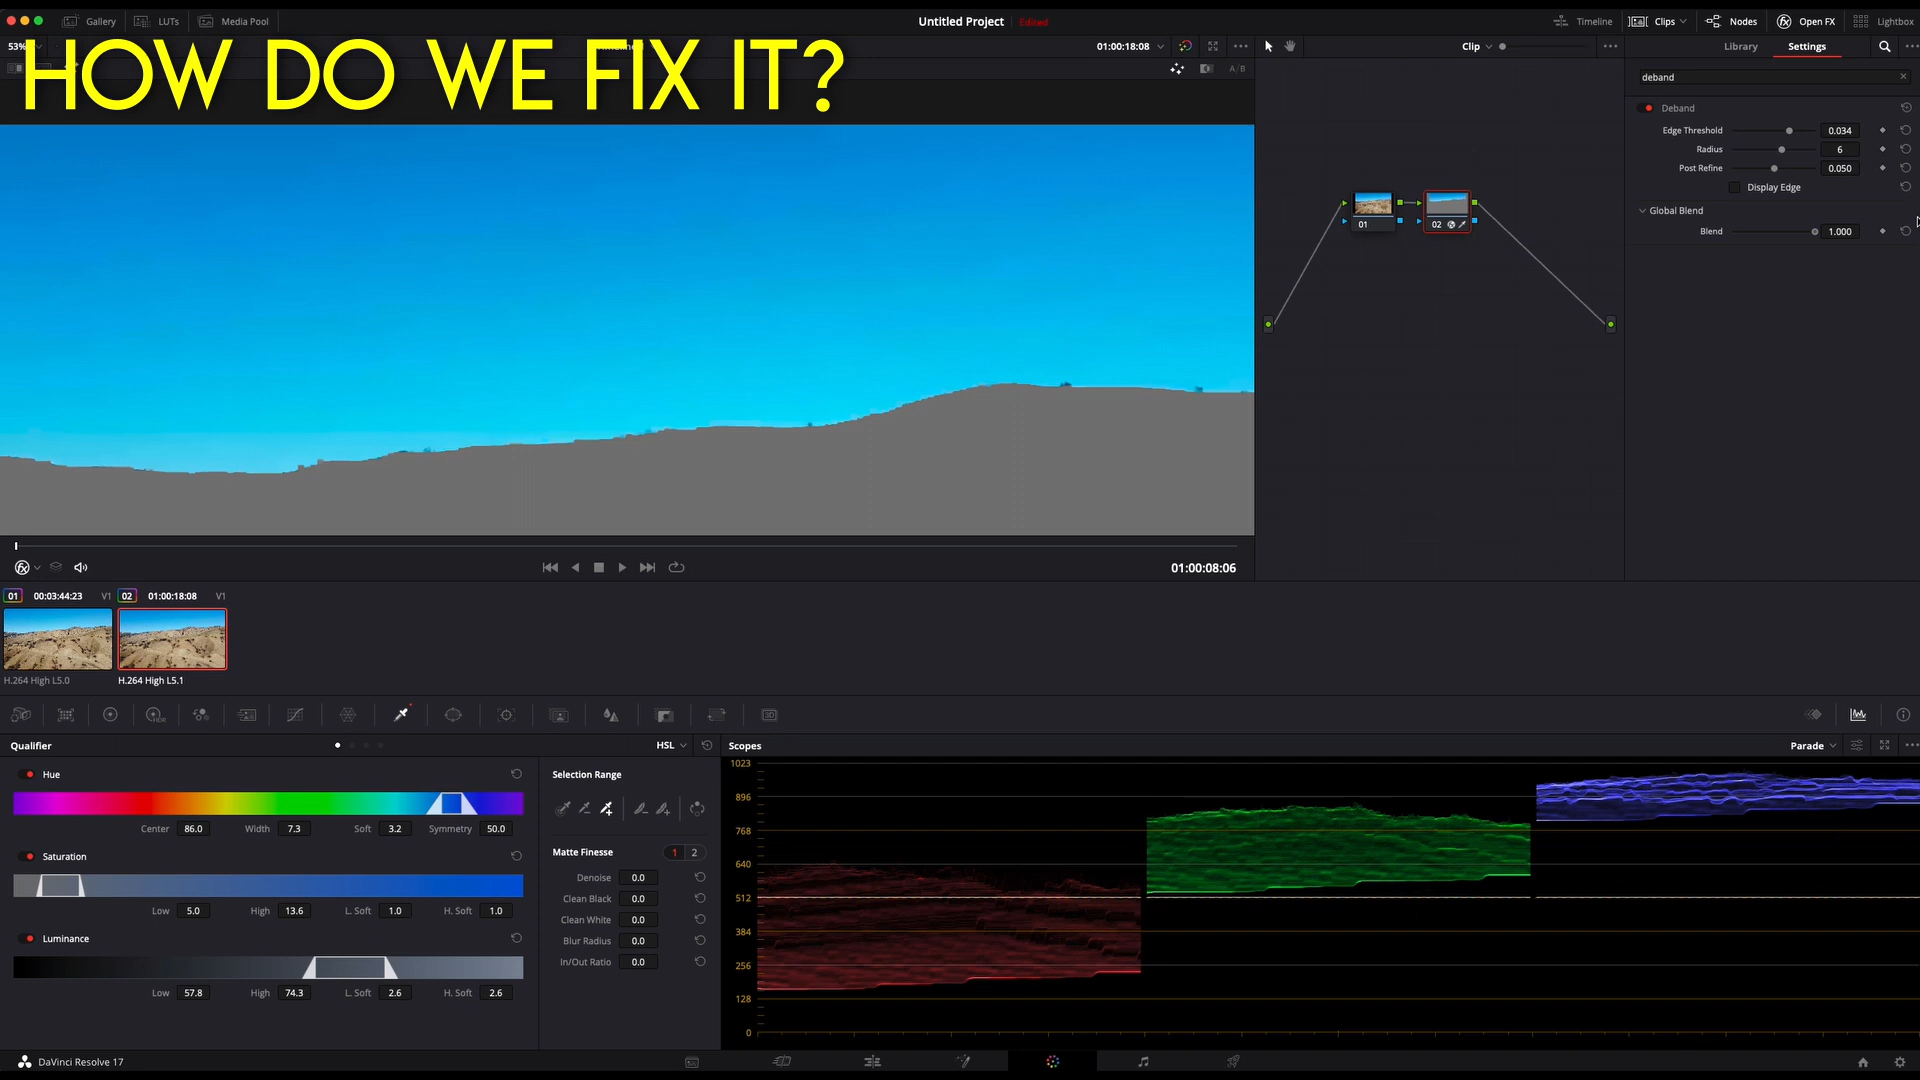 Gallery LUTs Media Pool Untitled Project Edited Timeline Clips Nodes Open FX Lightbox
53% 01:00:18:08 Clip Library Settings
HOW DO WE FIX IT?
A/B
deband
Deband
Edge Threshold 0.034
Radius 6
Post Refine 0.050
Display Edge
Global Blend
Blend 1.000
01 02
01:00:08:06
01 00:03:44:23 V1 02 01:00:18:08 V1
H.264 High L5.0 H.264 High L5.1
HDR 3D
Qualifier HSL Scopes Parade
Hue
Center 86.0 Width 7.3 Soft 3.2 Symmetry 50.0
Saturation
Low 5.0 High 13.6 L. Soft 1.0 H. Soft 1.0
Luminance
Low 57.8 High 74.3 L. Soft 2.6 H. Soft 2.6
Selection Range
Matte Finesse 1 2
Denoise 0.0
Clean Black 0.0
Clean White 0.0
Blur Radius 0.0
In/Out Ratio 0.0
1023
896
768
640
512
384
256
128
0
DaVinci Resolve 17